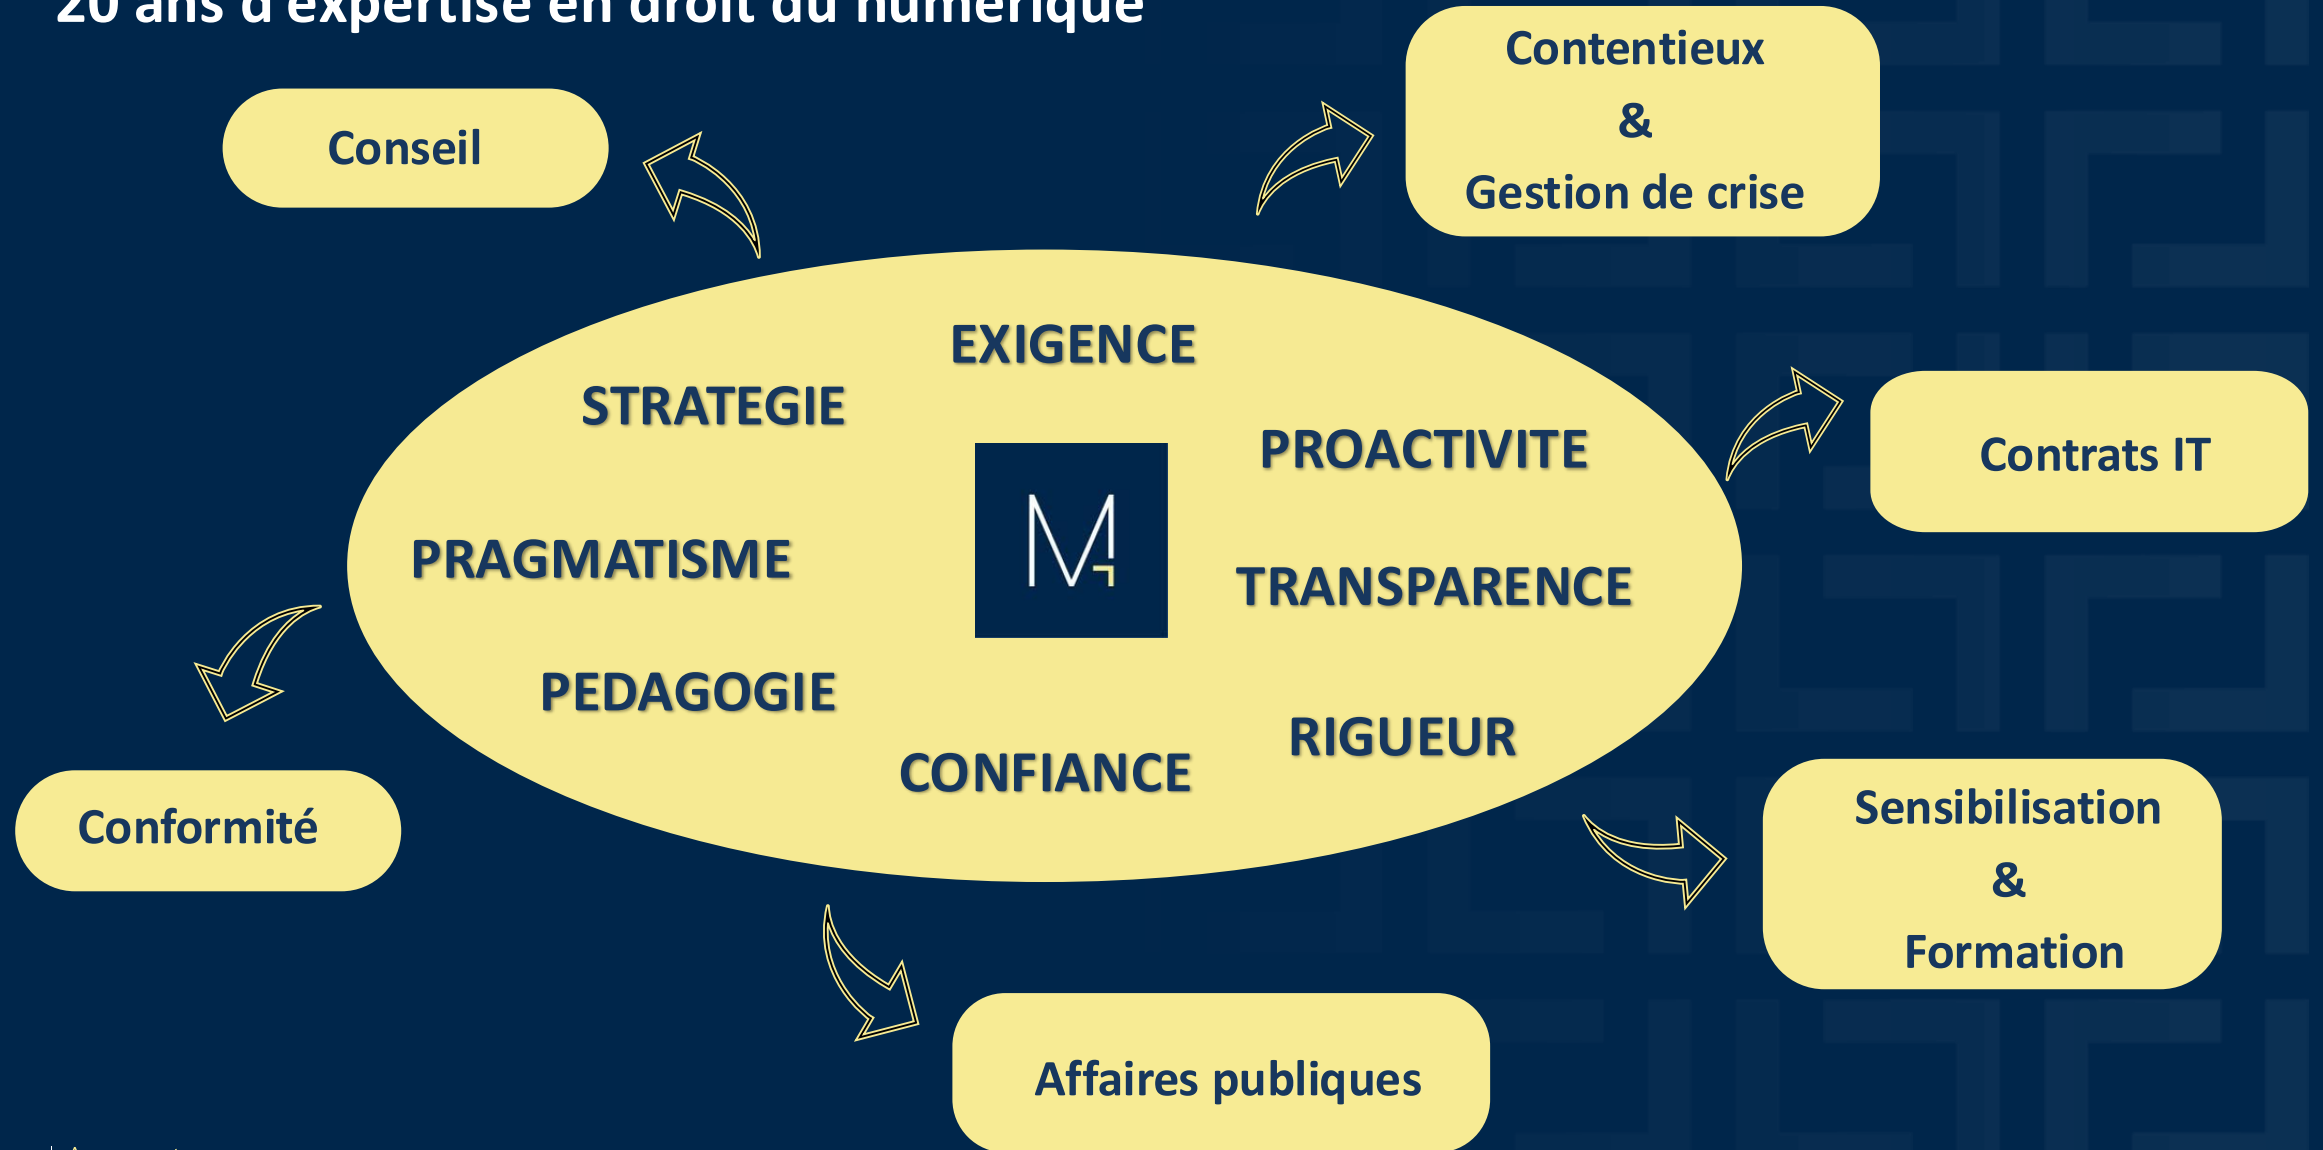 20 ans d'expertise en droit du numérique
Contentieux
&
Gestion de crise
Conseil
EXIGENCE
STRATEGIE
PROACTIVITE
Contrats IT
M
PRAGMATISME
TRANSPARENCE
PEDAGOGIE
RIGUEUR
CONFIANCE
Conformité
Sensibilisation
&
Formation
Affaires publiques